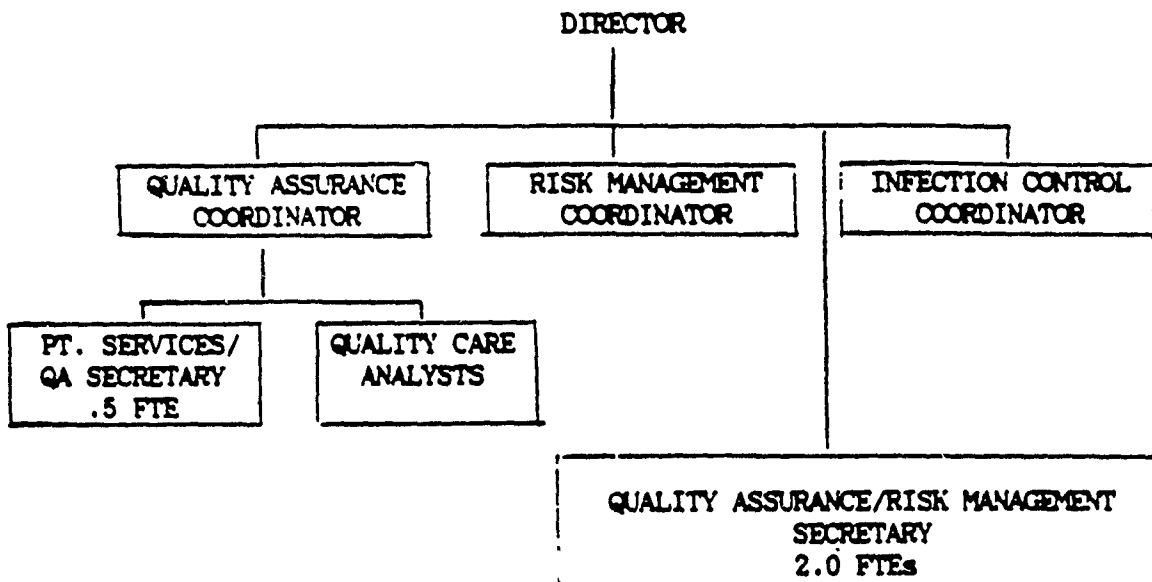 DIRECTOR
QUALITY ASSURANCE
COORDINATOR
RISK MANAGEMENT
COORDINATOR
INFECTION CONTROL
COORDINATOR
PT. SERVICES/
QA SECRETARY
.5 FTE
QUALITY CARE
ANALYSTS
QUALITY ASSURANCE/RISK MANAGEMENT
SECRETARY
2.0 FTEs